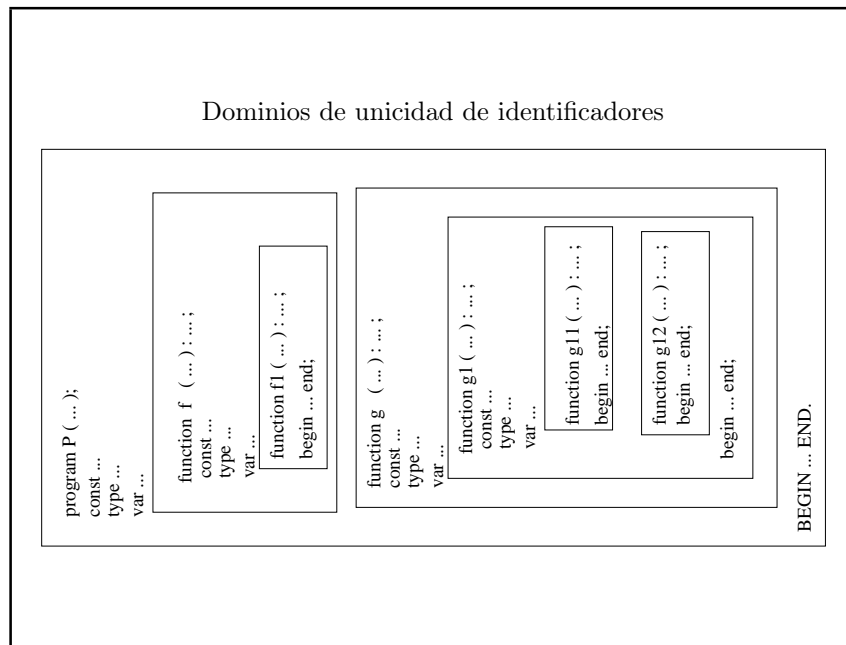 Dominios de unicidad de identificadores
program P ( ... );
const ...
type ...
var ...
function f ( ... ) : ... ;
const ...
type ...
var ...
function f1 ( ... ) : ... ;
begin ... end;
function g ( ... ) : ... ;
const ...
type ...
var ...
function g1 ( ... ) : ... ;
const ...
type ...
var ...
function g11 ( ... ) : ... ;
begin ... end;
function g12 ( ... ) : ... ;
begin ... end;
begin ... end;
BEGIN ... END.